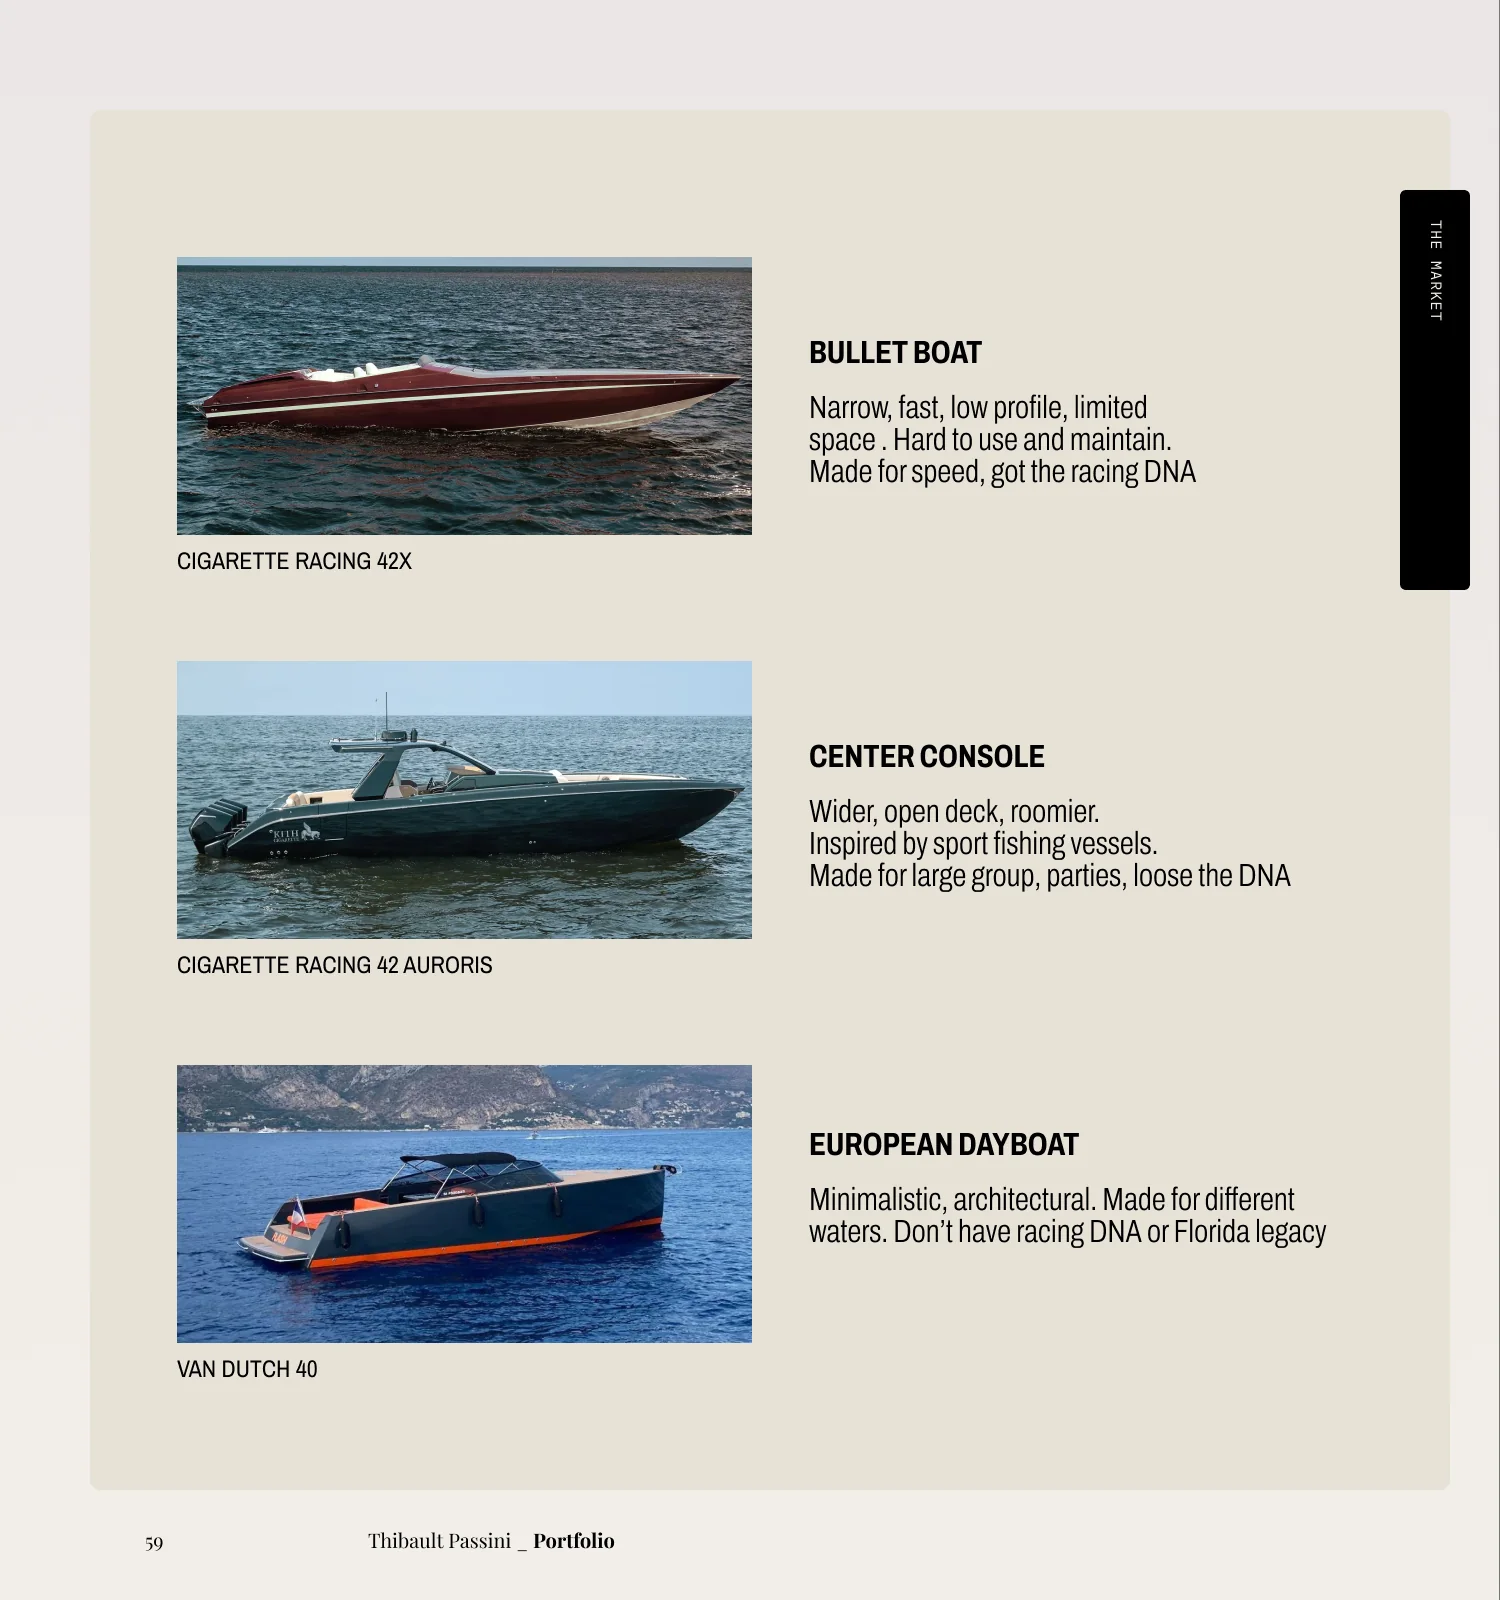 THE MARKET
BULLET BOAT
Narrow, fast, low profile, limited
space . Hard to use and maintain.
Made for speed, got the racing DNA
CIGARETTE RACING 42X
KITH
CENTER CONSOLE
Wider, open deck, roomier.
Inspired by sport fishing vessels.
Made for large group, parties, loose the DNA
CIGARETTE RACING 42 AURORIS
EUROPEAN DAYBOAT
Minimalistic, architectural. Made for different
waters. Don’t have racing DNA or Florida legacy
VAN DUTCH 40
59
Thibault Passini _ Portfolio